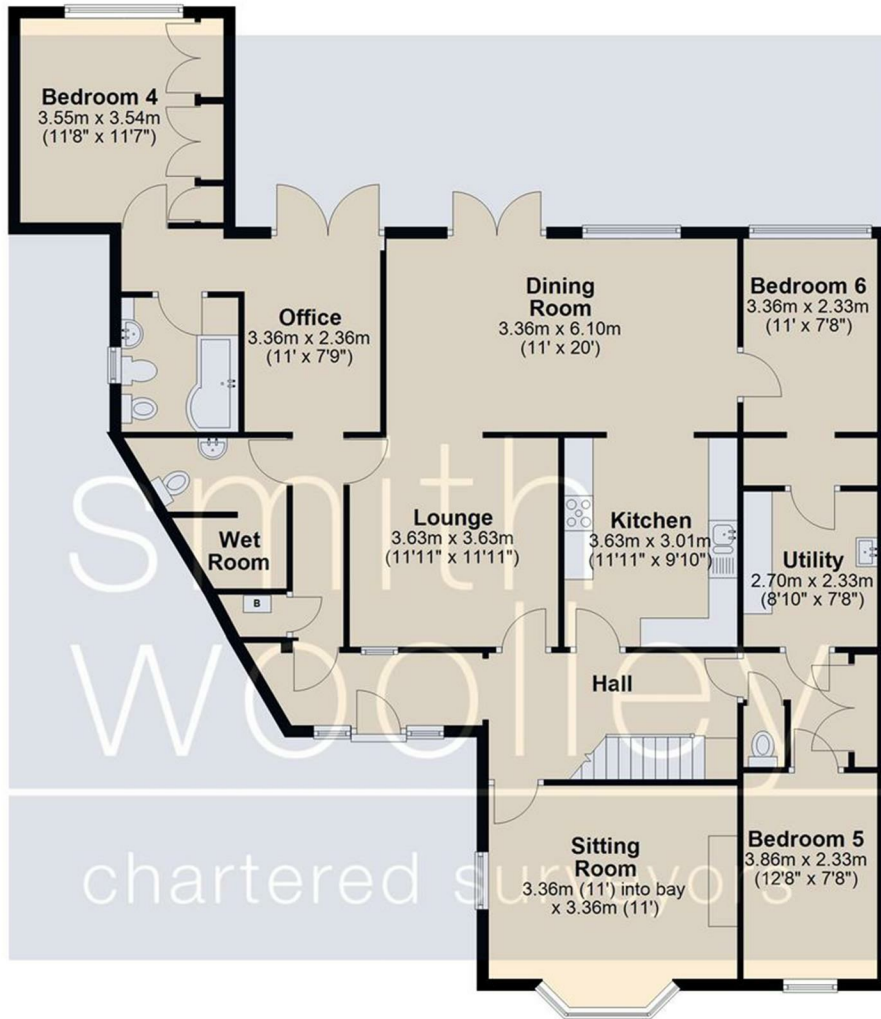 Bedroom 4
3.55m x 3.54m
(11'8" x 11'7")
Office
3.36m x 2.36m
(11' x 7'9")
Dining
Room
3.36m x 6.10m
(11' x 20')
Bedroom 6
3.36m x 2.33m
(11' x 7'8")
Wet
Room
B
Lounge
3.63m x 3.63m
(11'11" x 11'11")
Kitchen
3.63m x 3.01m
(11'11" x 9'10")
Utility
2.70m x 2.33m
(8'10" x 7'8")
Hall
Sitting
Room
3.36m (11') into bay
x 3.36m (11')
Bedroom 5
3.86m x 2.33m
(12'8" x 7'8")
smith
woolley
chartered surveyors